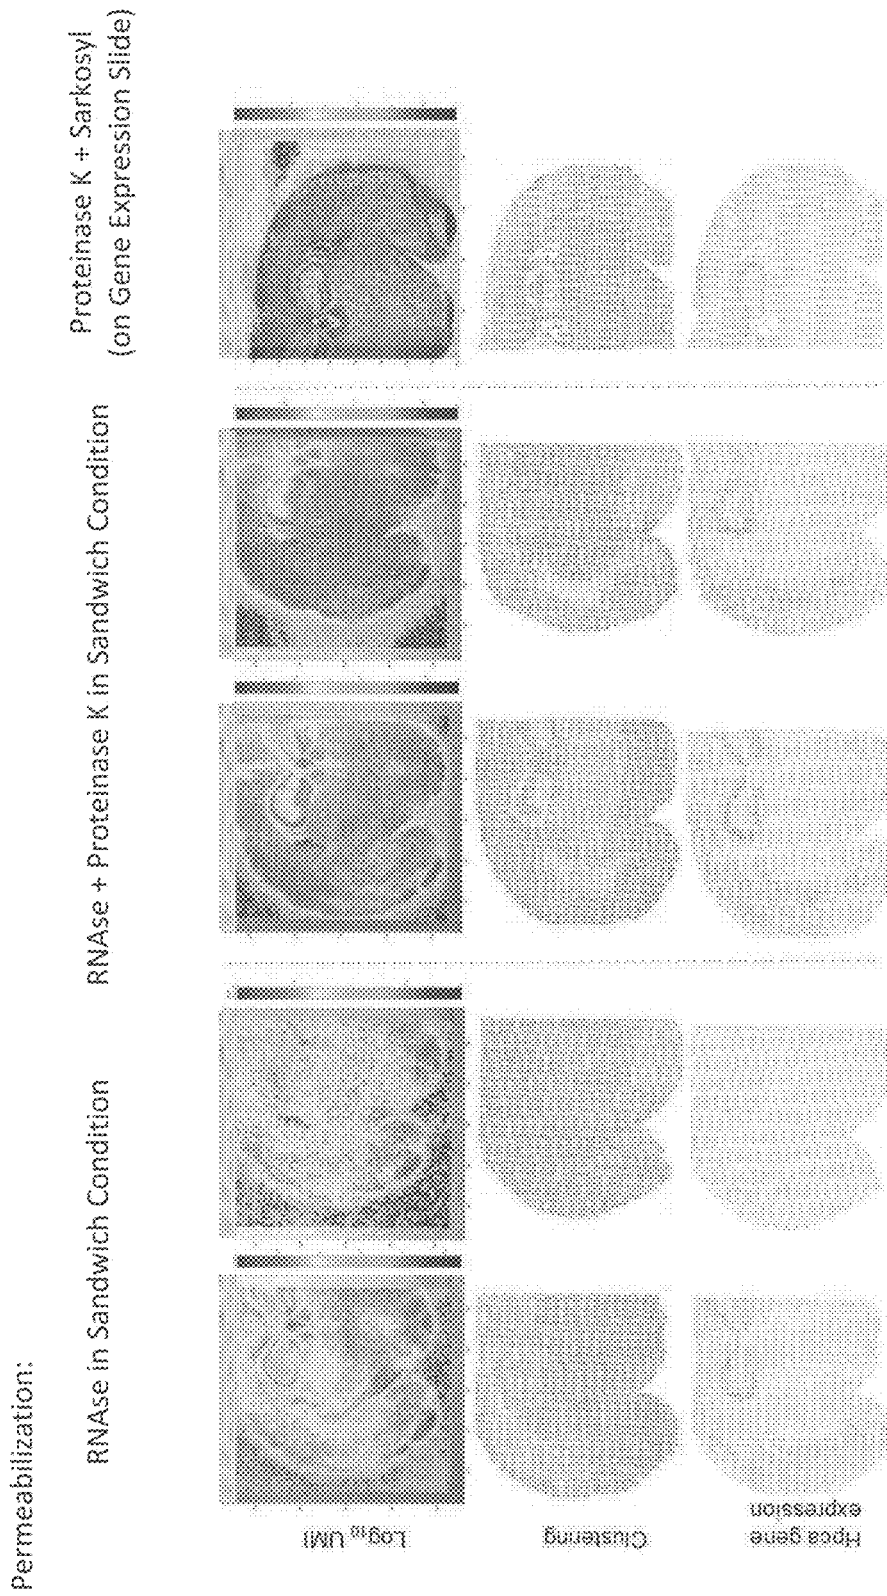 Permeabilization:
RNAse in Sandwich Condition
RNAse + Proteinase K in Sandwich Condition
Proteinase K + Sarkosyl
(on Gene Expression Slide)
Log₁₀ UMI
Clustering
Hpca gene
expression